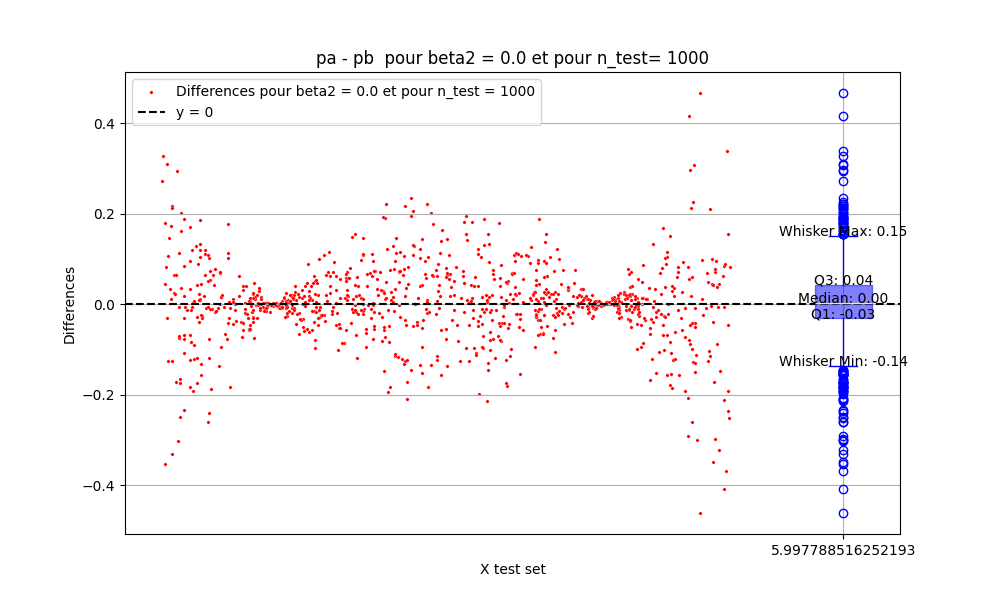 pa - pb  pour beta2 = 0.0 et pour n_test= 1000
Differences pour beta2 = 0.0 et pour n_test = 1000
y = 0
0.4
0.2
0.0
−0.2
−0.4
Differences
Whisker Max: 0.15
Q3: 0.04
Median: 0.00
Q1: -0.03
Whisker Min: -0.14
5.997788516252193
X test set